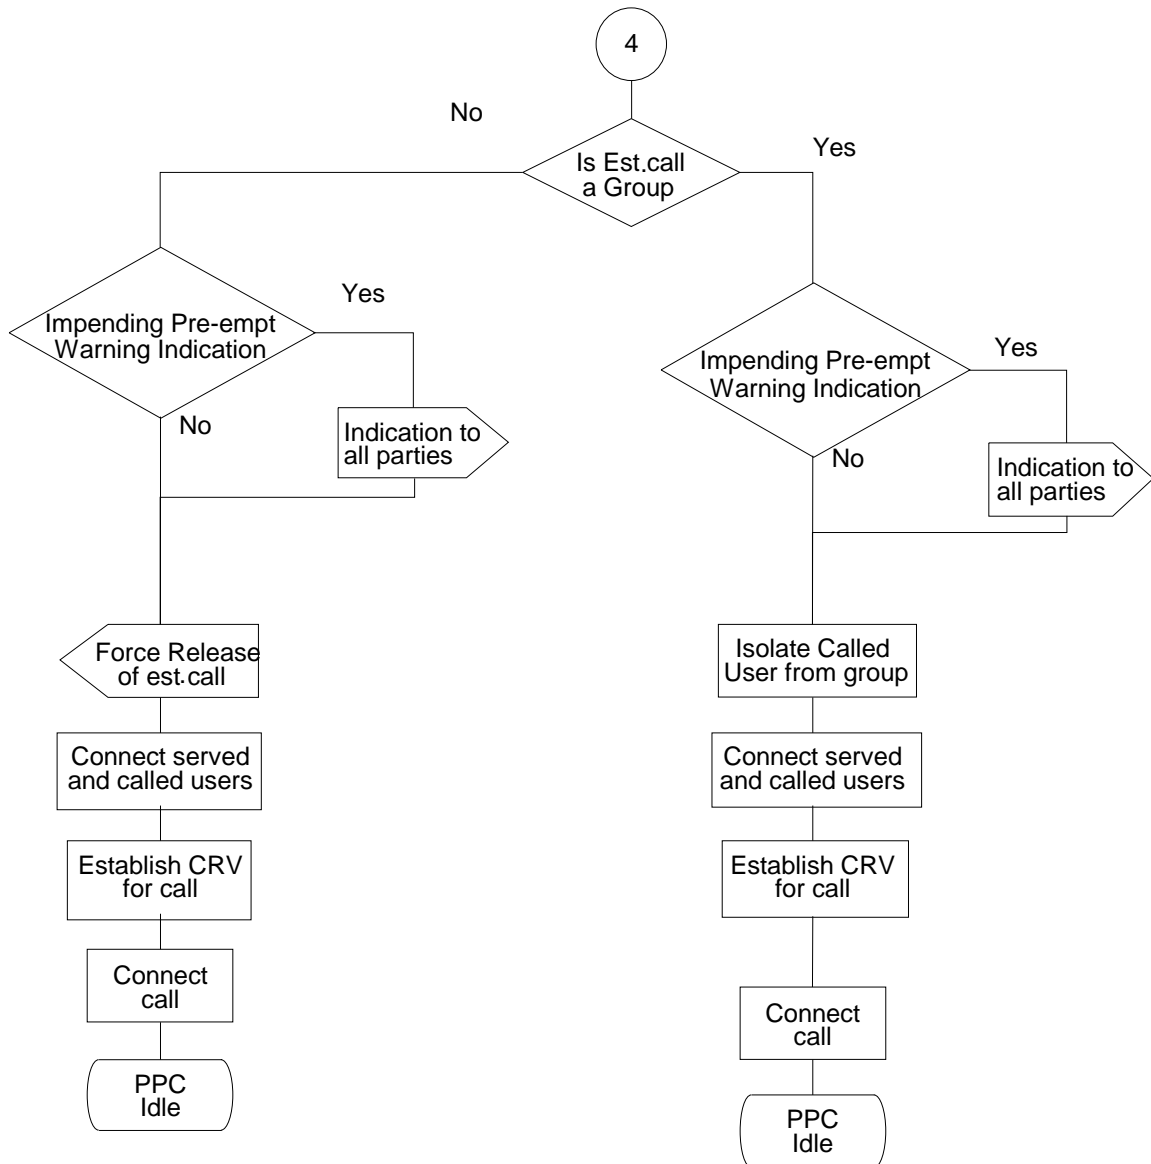 4
No
Is Est.call
a Group
Yes
Impending Pre-empt
Warning Indication
Yes
No
Indication to
all parties
Force Release
of est.call
Connect served
and called users
Establish CRV
for call
Connect
call
PPC
Idle
Impending Pre-empt
Warning Indication
Yes
No
Indication to
all parties
Isolate Called
User from group
Connect served
and called users
Establish CRV
for call
Connect
call
PPC
Idle